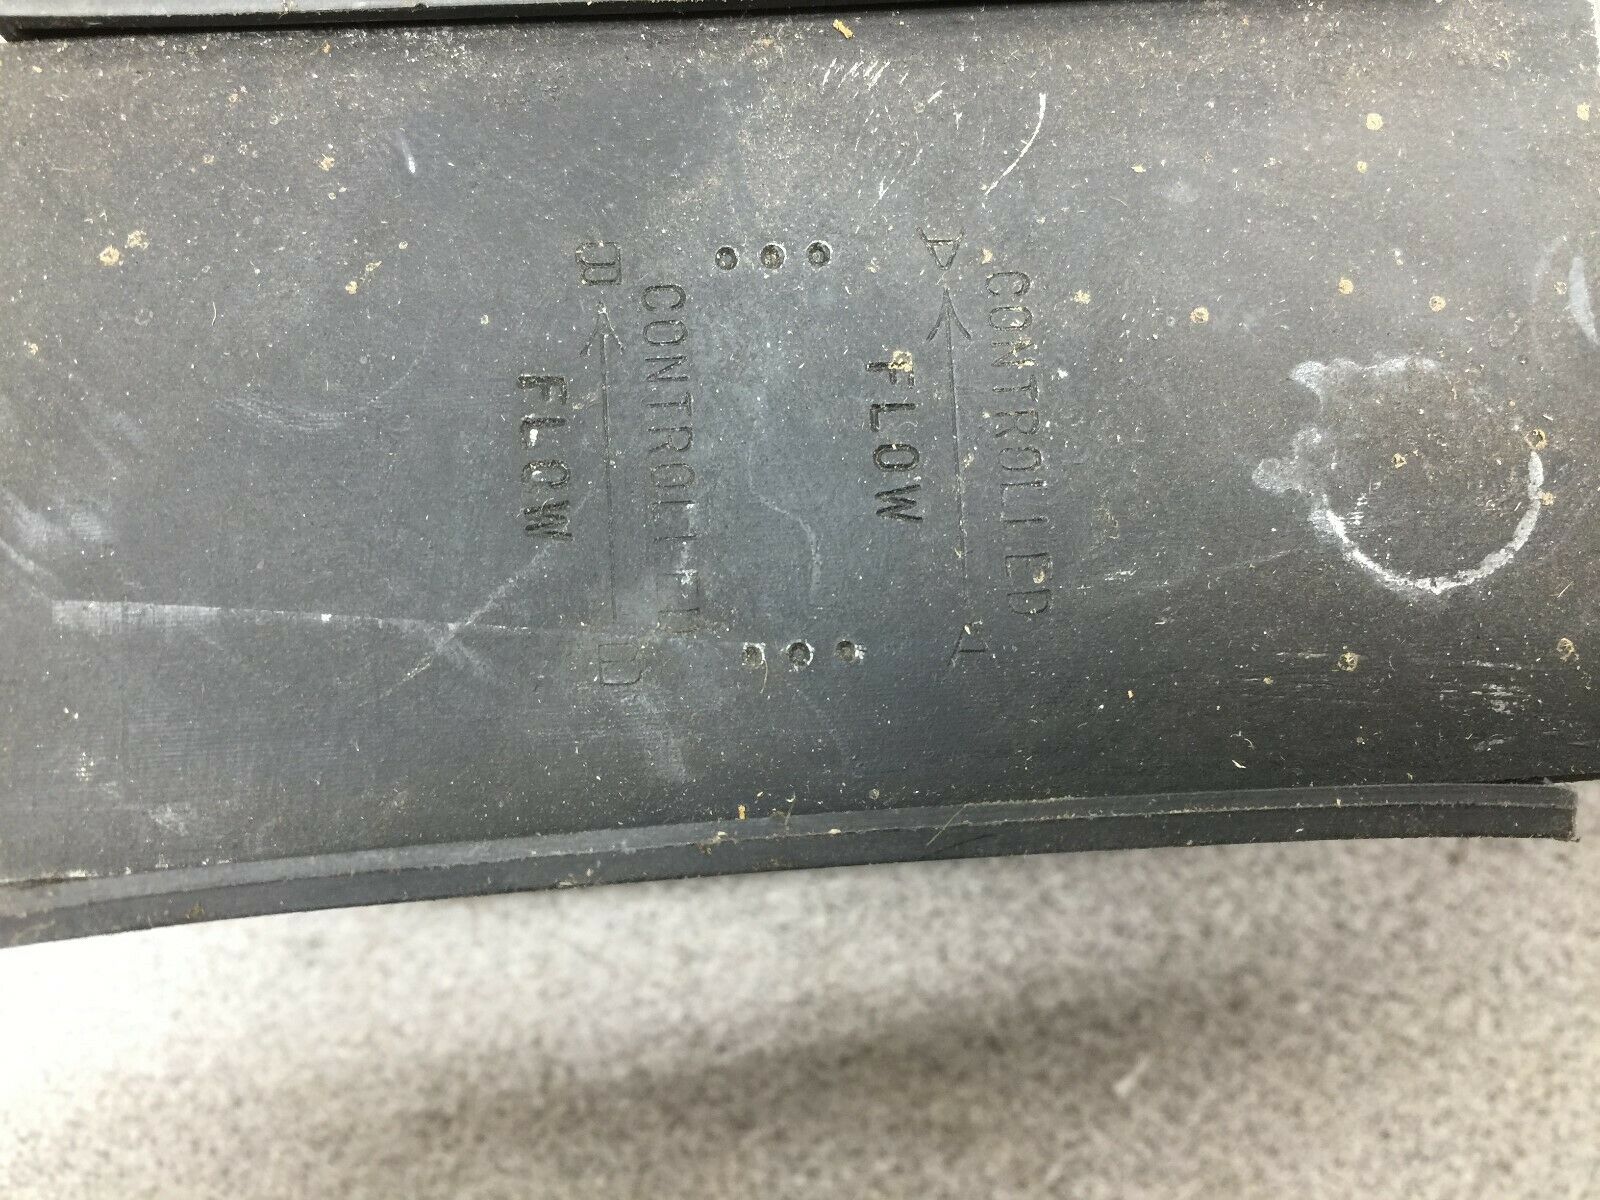 CONTROLLED
A ← A
FLOW
CONTROLLED
B ← B
FLOW